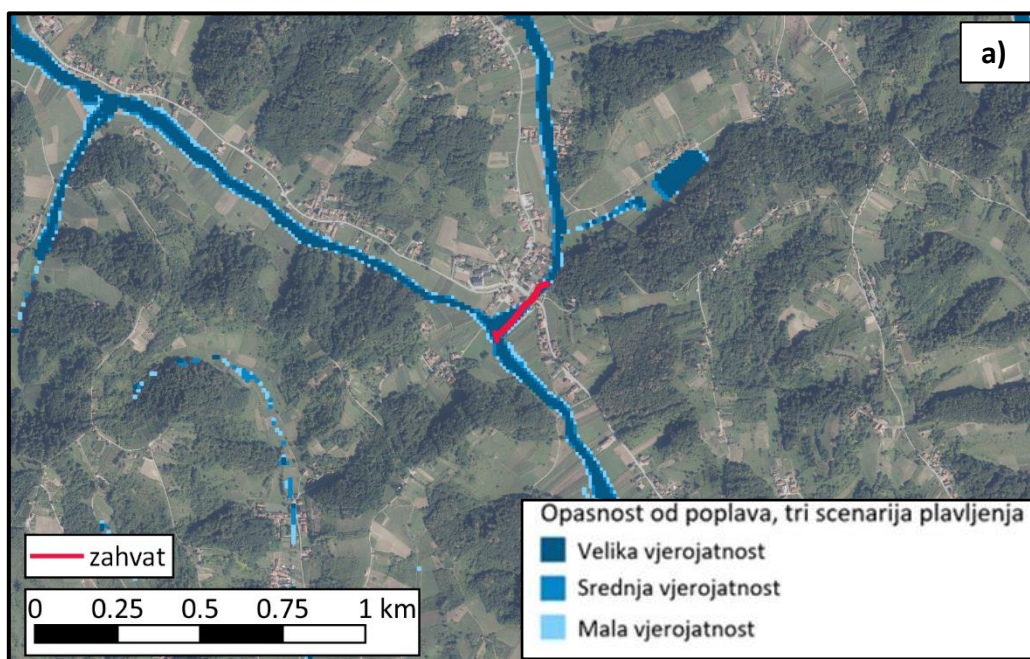 a)
zahvat
0 0.25 0.5 0.75 1 km
Opasnost od poplava, tri scenarija plavljenja
Velika vjerojatnost
Srednja vjerojatnost
Mala vjerojatnost